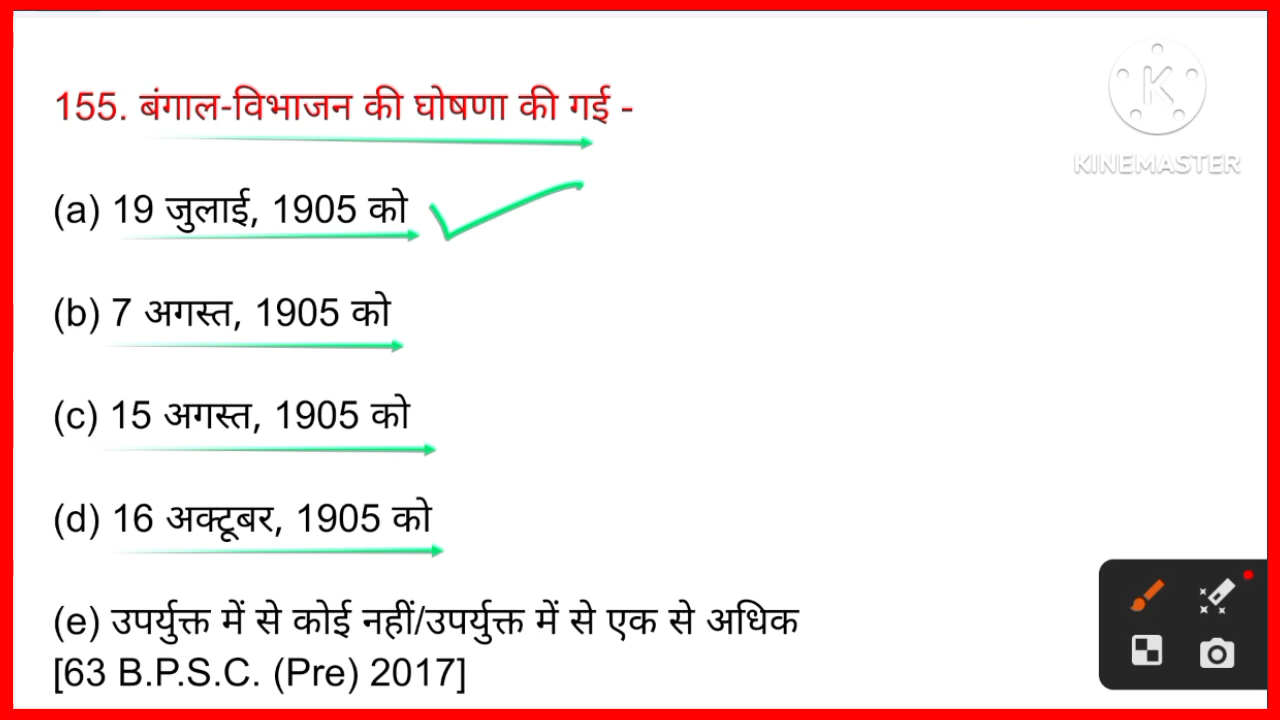 155. बंगाल-विभाजन की घोषणा की गई -
KINEMASTER
(a) 19 जुलाई, 1905 को
(b) 7 अगस्त, 1905 को
(c) 15 अगस्त, 1905 को
(d) 16 अक्टूबर, 1905 को
(e) उपर्युक्त में से कोई नहीं/उपर्युक्त में से एक से अधिक
[63 B.P.S.C. (Pre) 2017]